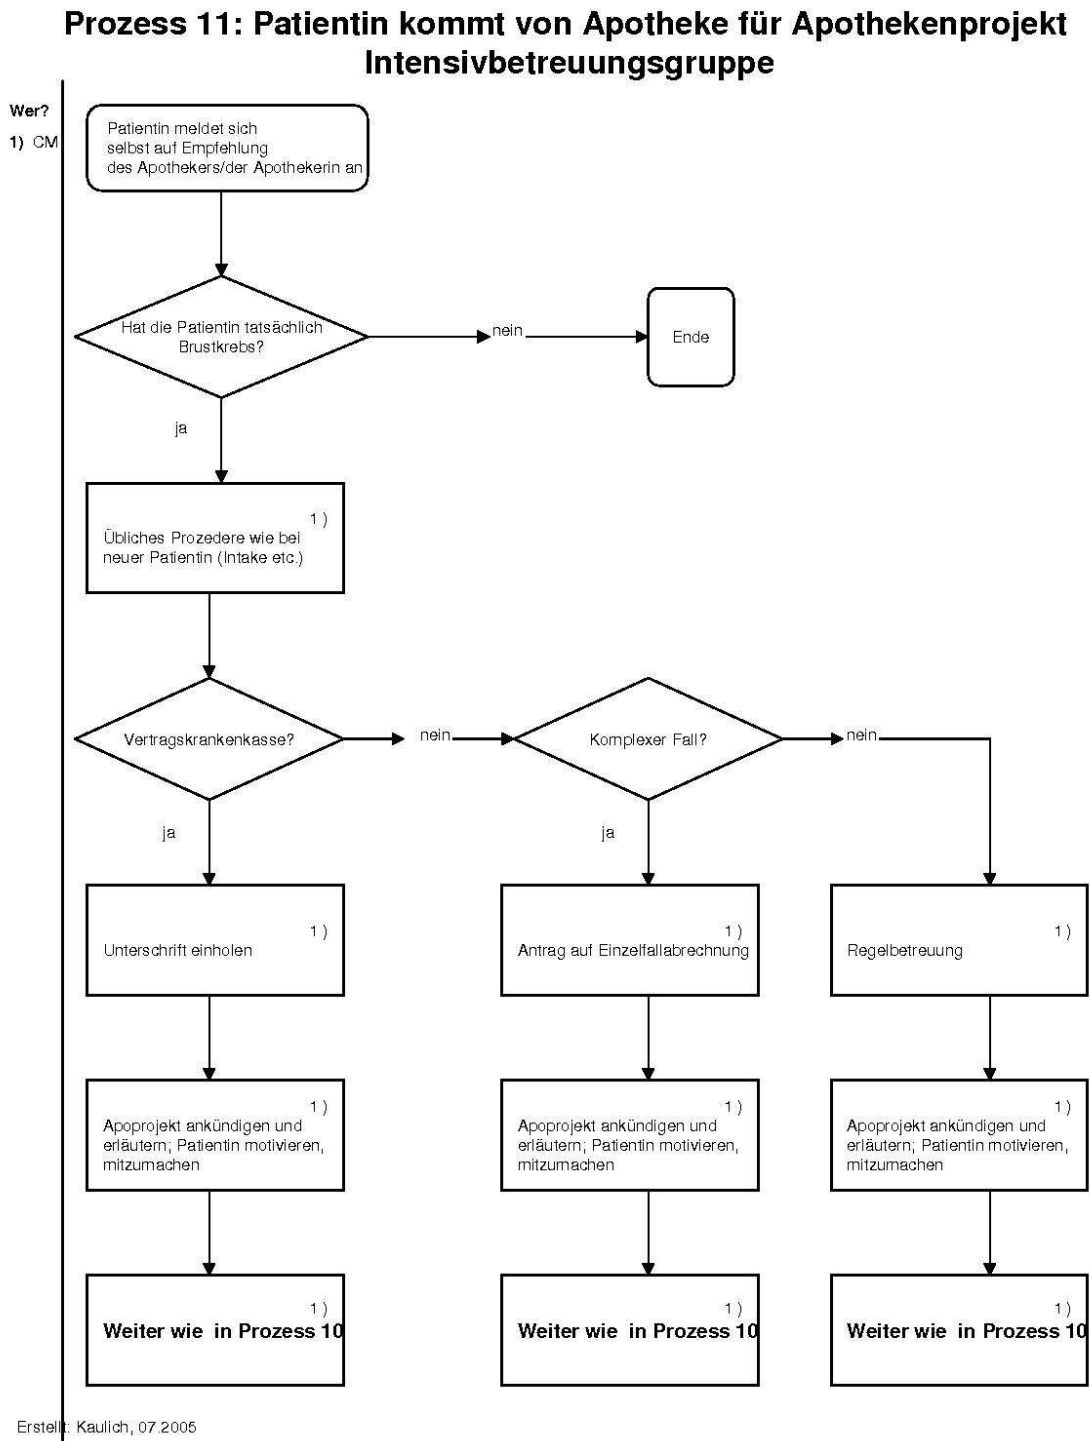 Prozess 11: Patientin kommt von Apotheke für Apothekenprojekt
Intensivbetreuungsgruppe
Wer?
1) CM
Patientin meldet sich
selbst auf Empfehlung
des Apothekers/der Apothekerin an
Hat die Patientin tatsächlich
Brustkrebs?
nein
Ende
ja
1)
Übliches Prozedere wie bei
neuer Patientin (Intake etc.)
Vertragskrankenkasse?
nein
Komplexer Fall?
nein
ja
ja
1)
Unterschrift einholen
1)
Antrag auf Einzelfallabrechnung
1)
Regelbetreuung
1)
Apoprojekt ankündigen und
erläutern; Patientin motivieren,
mitzumachen
1)
Apoprojekt ankündigen und
erläutern; Patientin motivieren,
mitzumachen
1)
Apoprojekt ankündigen und
erläutern; Patientin motivieren,
mitzumachen
1)
Weiter wie in Prozess 10
1)
Weiter wie in Prozess 10
1)
Weiter wie in Prozess 10
Erstellt: Kaulich, 07.2005